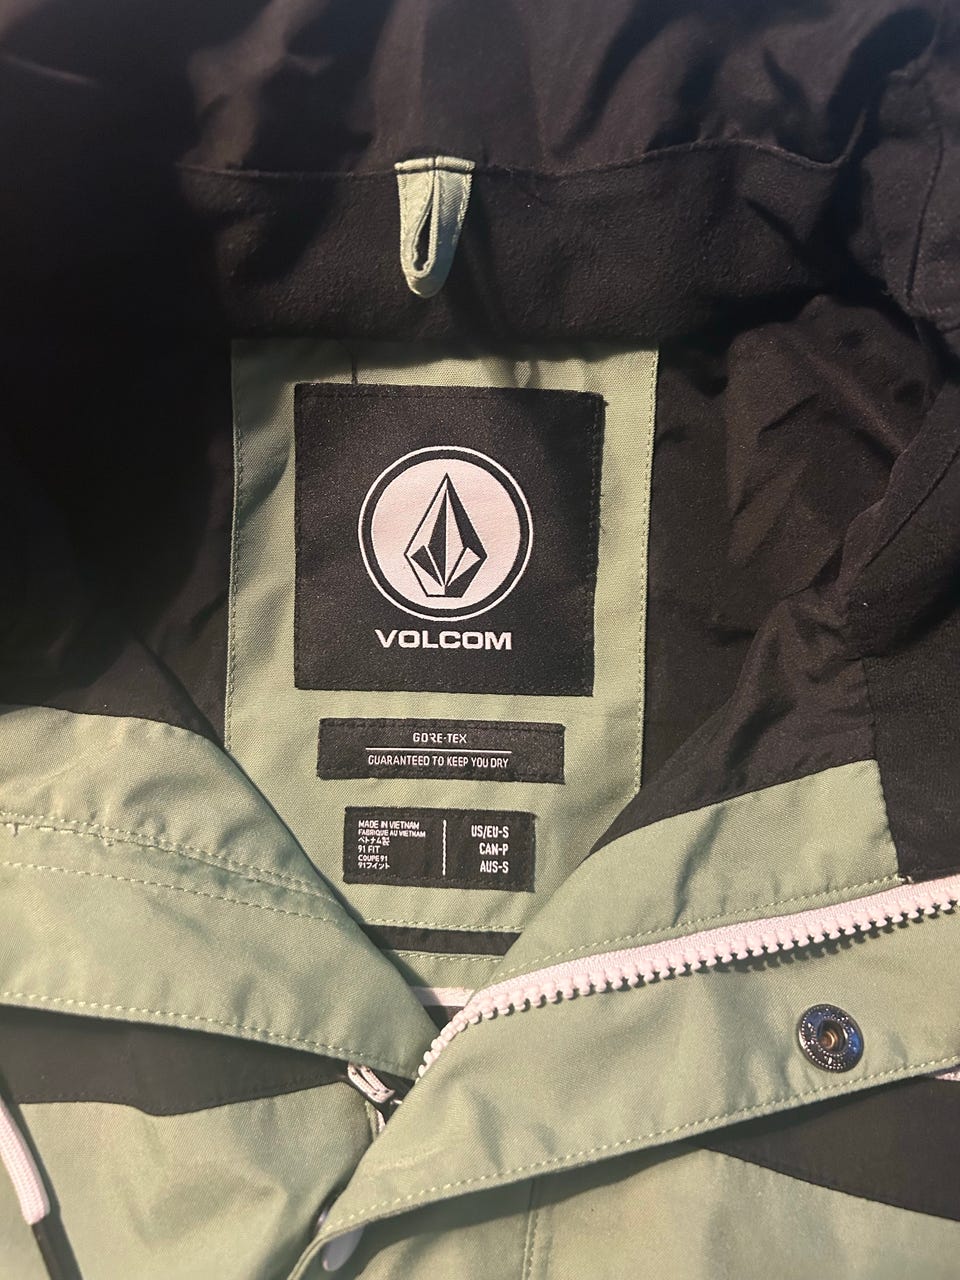 VOLCOM
GORE-TEX
GUARANTEED TO KEEP YOU DRY
MADE IN VIETNAM
FABRIQUE AU VIETNAM
ベトナム製
91 FIT
COUPE 91
91フィット
US/EU-S
CAN-P
AUS-S